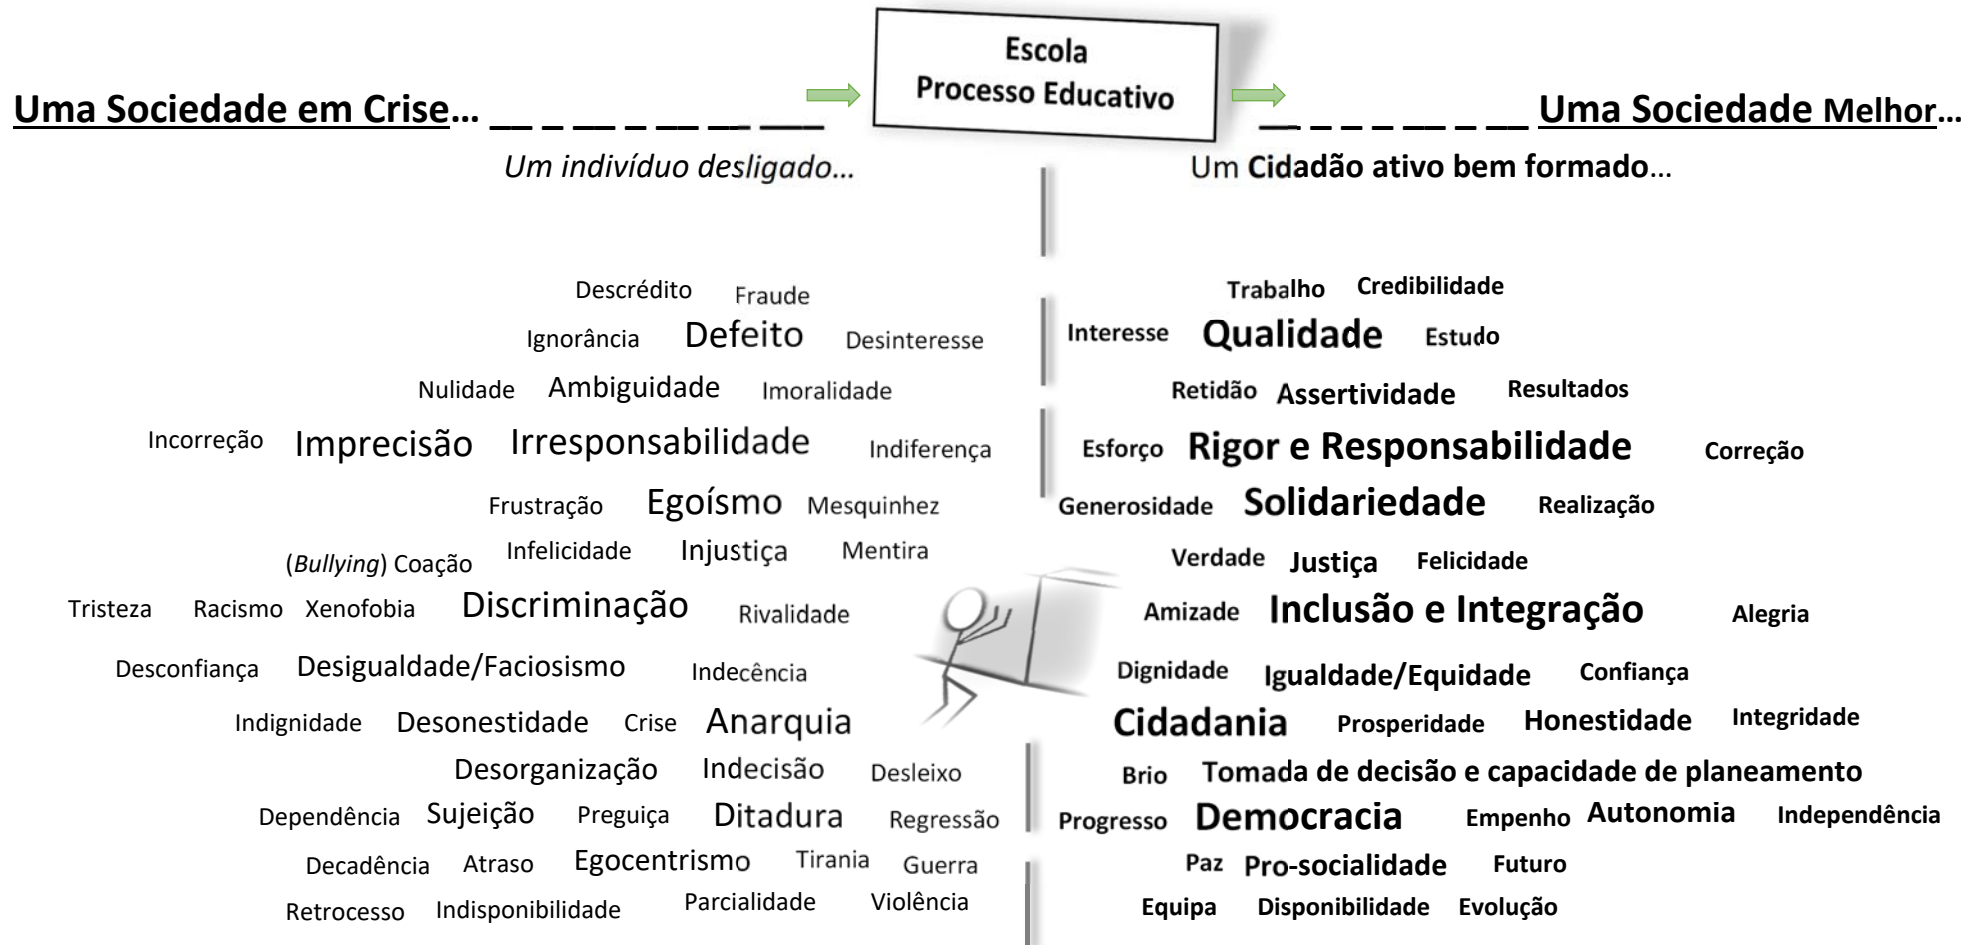 Escola
Processo Educativo
Uma Sociedade em Crise... Uma Sociedade Melhor...
Um indivíduo desligado... Um Cidadão ativo bem formado...
Descrédito Fraude Trabalho Credibilidade
Ignorância Defeito Desinteresse Interesse Qualidade Estudo
Nulidade Ambiguidade Imoralidade Retidão Assertividade Resultados
Incorreção Imprecisão Irresponsabilidade Indiferença Esforço Rigor e Responsabilidade Correção
Frustração Egoísmo Mesquinhez Generosidade Solidariedade Realização
(Bullying) Coação Infelicidade Injustiça Mentira Verdade Justiça Felicidade
Tristeza Racismo Xenofobia Discriminação Rivalidade Amizade Inclusão e Integração Alegria
Desconfiança Desigualdade/Faciosismo Indecência Dignidade Igualdade/Equidade Confiança
Indignidade Desonestidade Crise Anarquia Cidadania Prosperidade Honestidade Integridade
Desorganização Indecisão Desleixo Brio Tomada de decisão e capacidade de planeamento
Dependência Sujeição Preguiça Ditadura Regressão Progresso Democracia Empenho Autonomia Independência
Decadência Atraso Egocentrismo Tirania Guerra Paz Pro-socialidade Futuro
Retrocesso Indisponibilidade Parcialidade Violência Equipa Disponibilidade Evolução